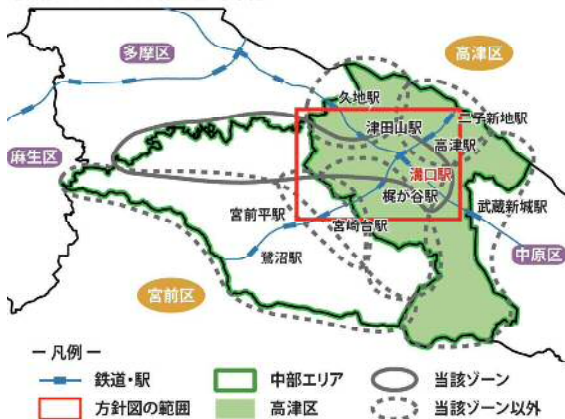 多摩区
高津区
久地駅
二子新地駅
津田山駅
高津駅
麻生区
溝口駅
梶が谷駅
武蔵新城駅
宮前平駅
宮崎台駅
中原区
鷺沼駅
宮前区
― 凡例 ―
鉄道・駅
中部エリア
当該ゾーン
方針図の範囲
高津区
当該ゾーン以外